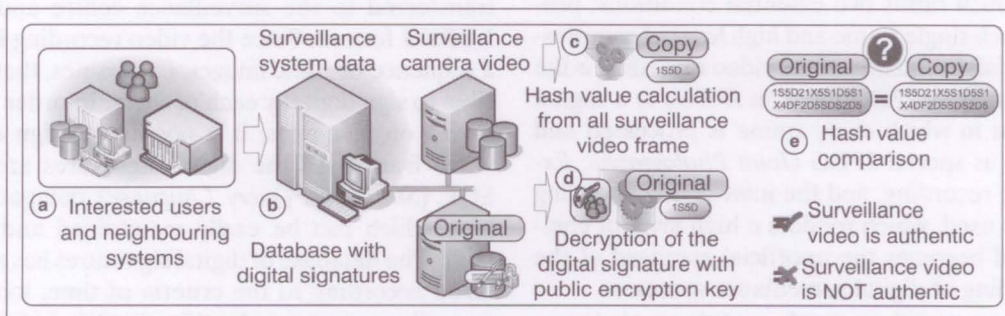 Surveillance
system data
Surveillance
camera video
c
Copy
1S5D...
Hash value calculation
from all surveillance
video frame
?
Original
Copy
1S5D21X5S1D5S1
X4DF2D5SDS2D5
=
1S5D21X5S1D5S1
X4DF2D5SDS2D5
e
Hash value
comparison
a
Interested users
and neighbouring
systems
b
Database with
digital signatures
Original
d
Original
1S5D
Decryption of the
digital signature with
public encryption key
Surveillance
video is authentic
Surveillance video
is NOT authentic